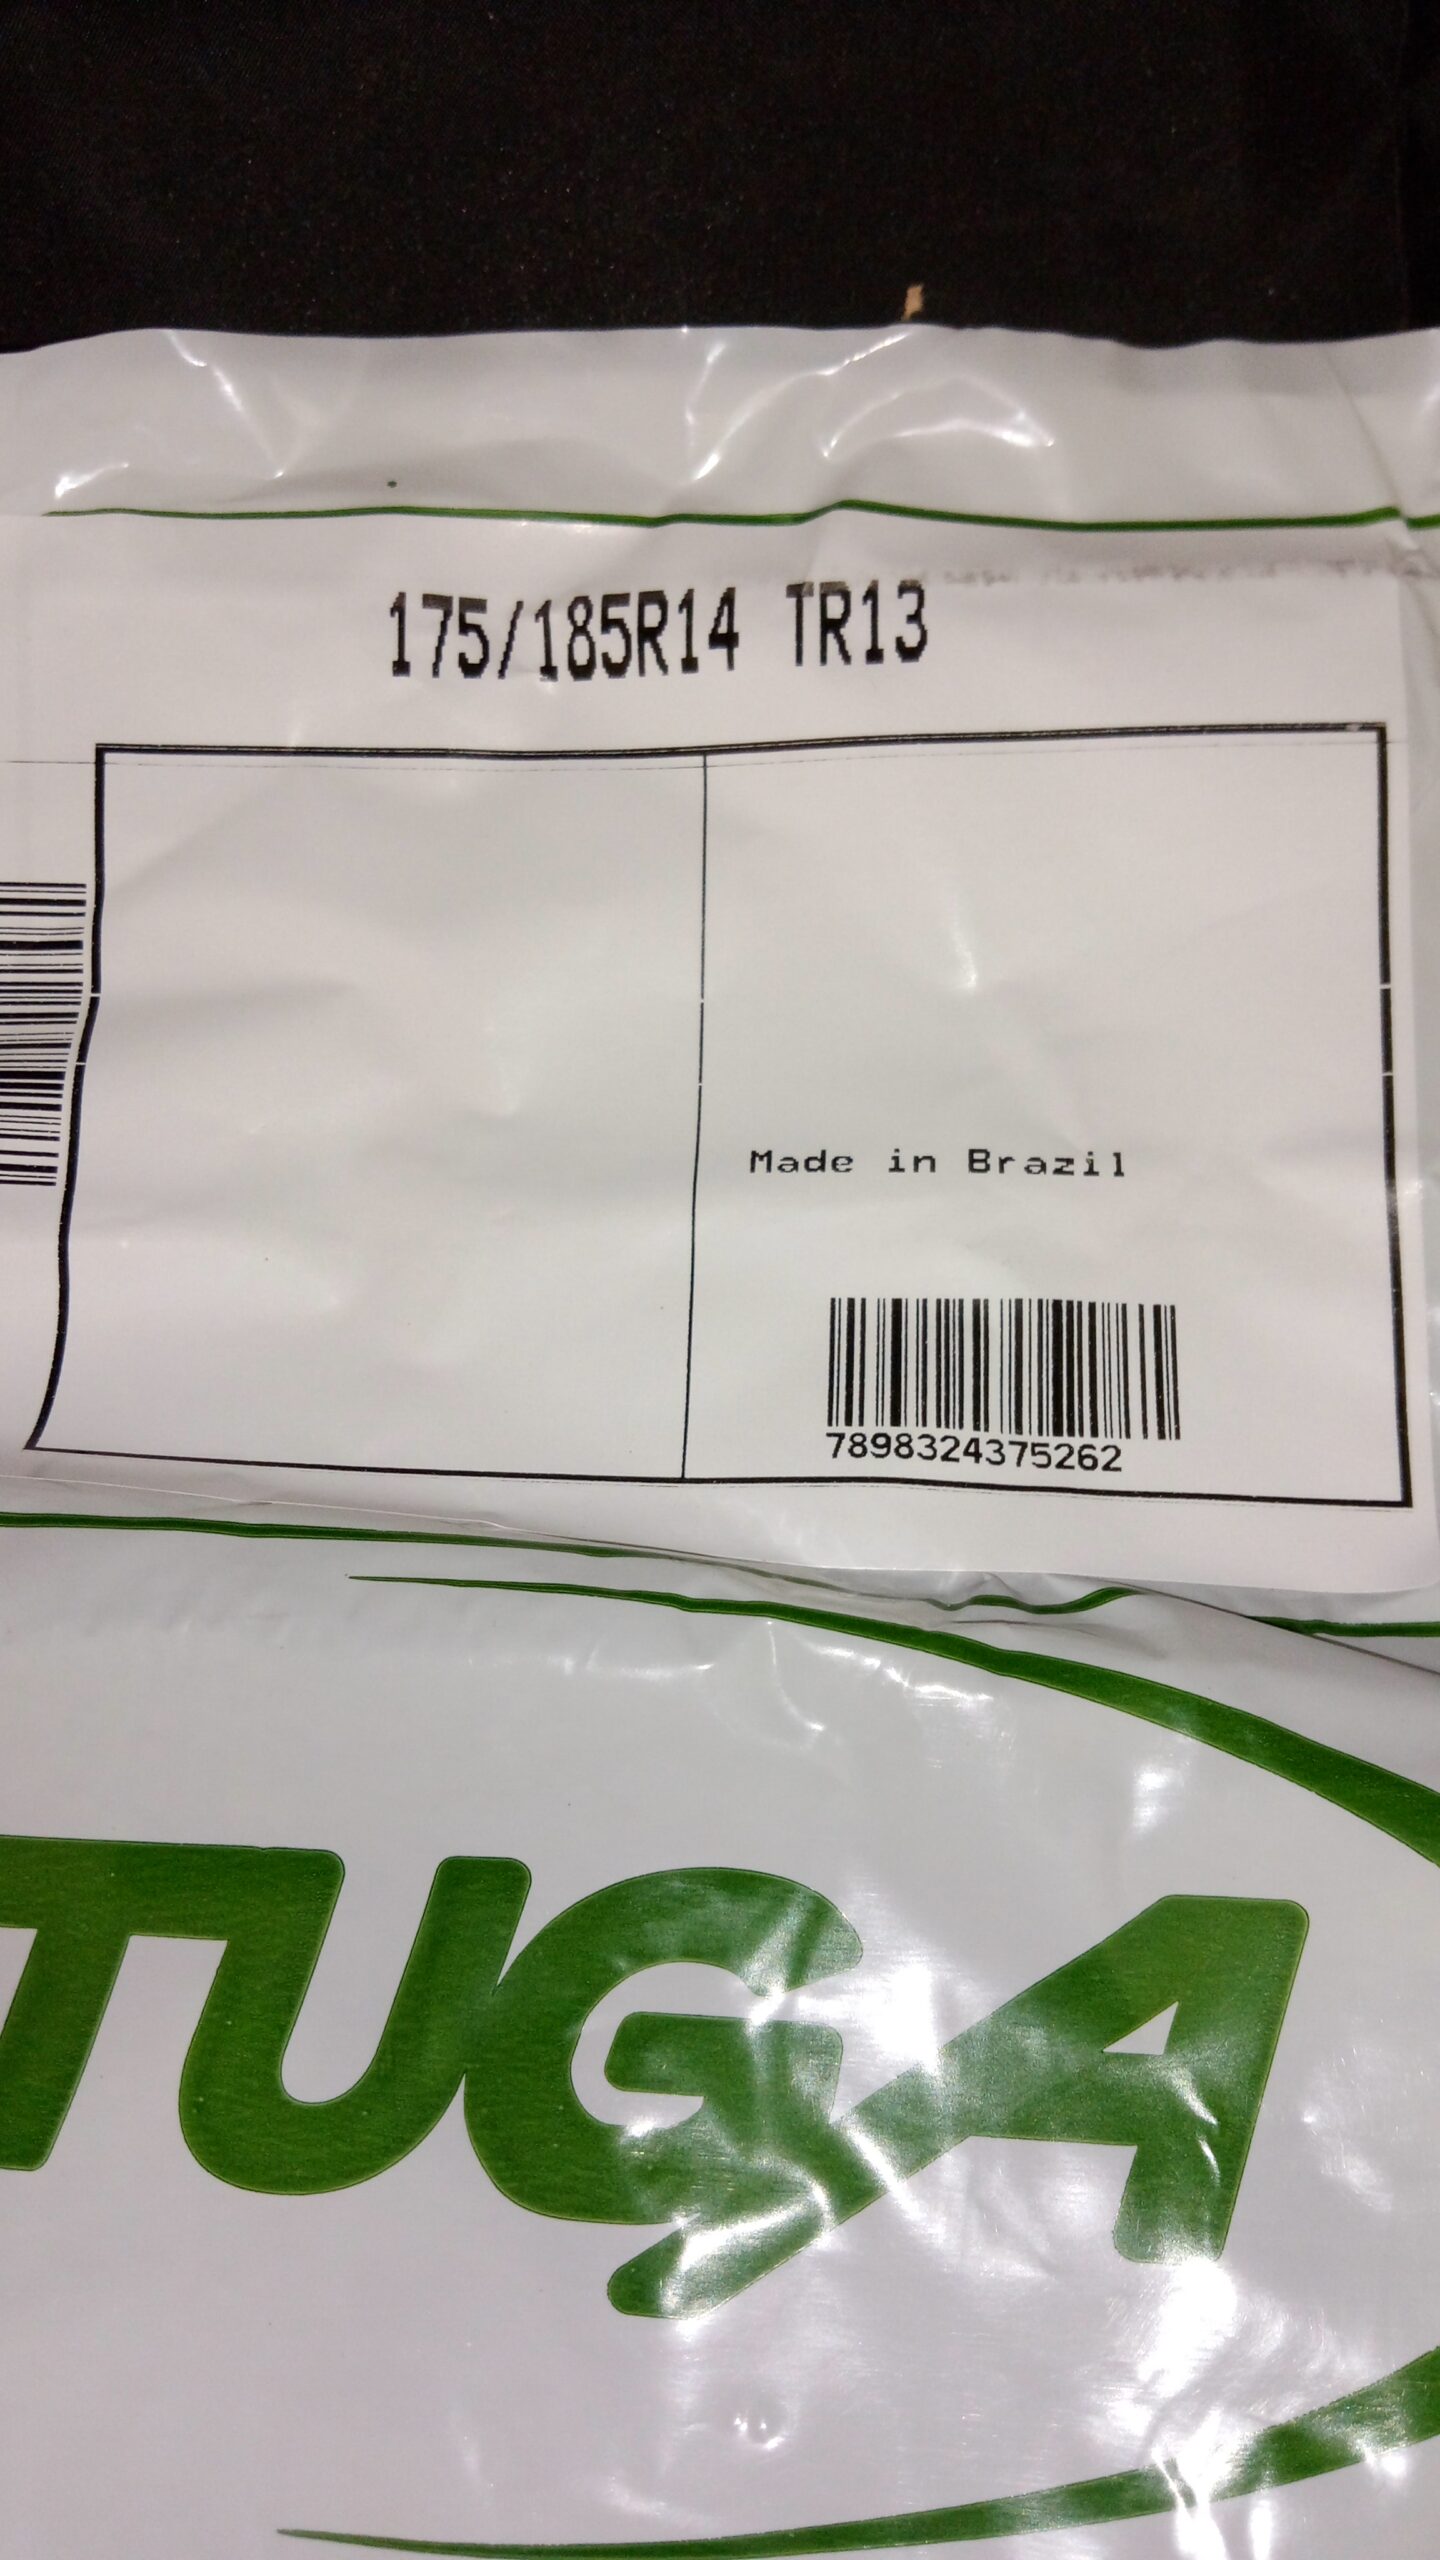 175/185R14 TR13
Made in Brazil
7898324375262
TUGA